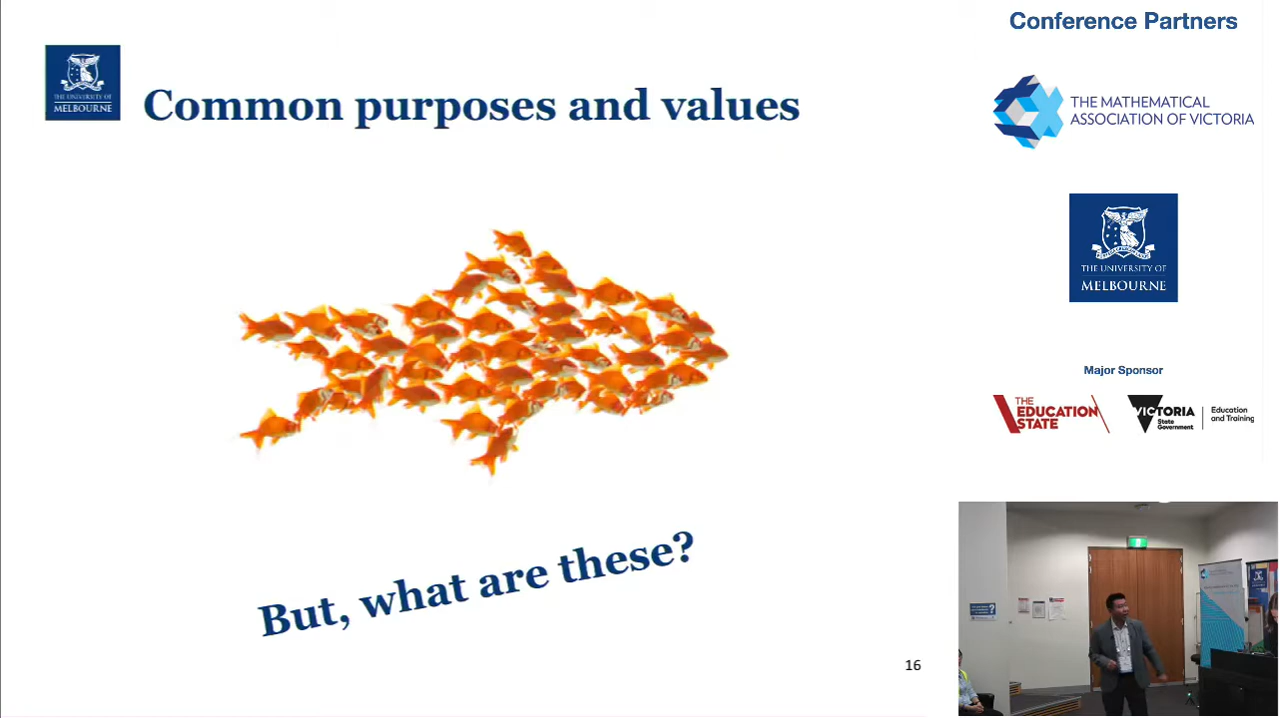 THE UNIVERSITY OF
MELBOURNE
Common purposes and values
But, what are these?
16
Conference Partners
THE MATHEMATICAL
ASSOCIATION OF VICTORIA
THE UNIVERSITY OF
MELBOURNE
Major Sponsor
THE
EDUCATION
STATE
VICTORIA
State
Government
Education
and Training